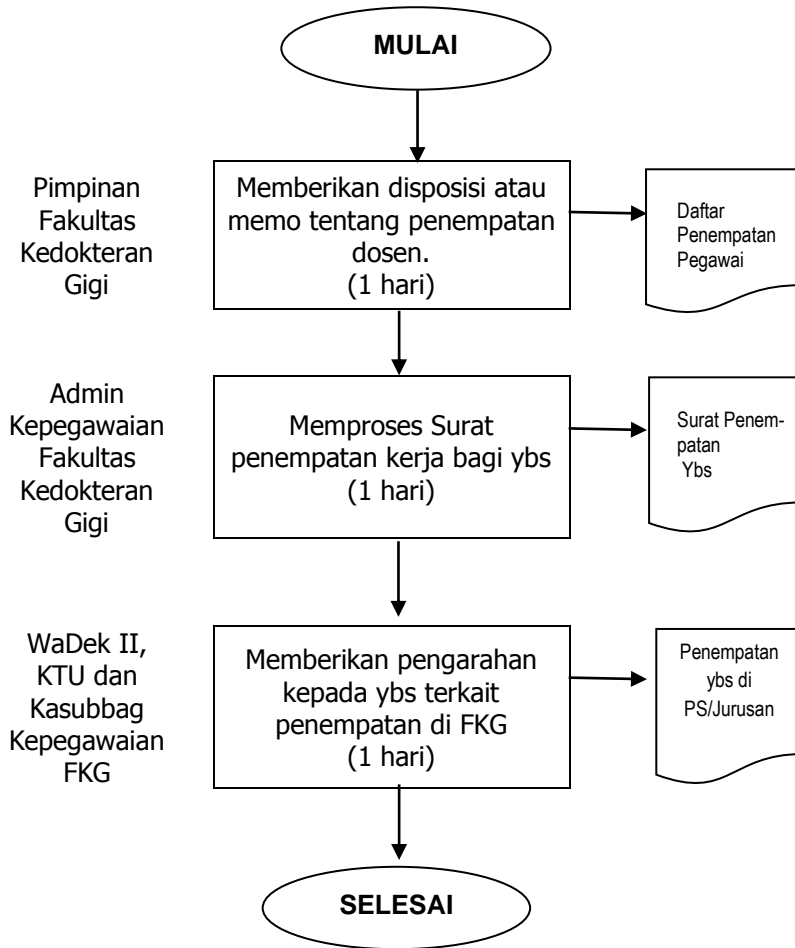 MULAI
Pimpinan
Fakultas
Kedokteran
Gigi
Memberikan disposisi atau
memo tentang penempatan
dosen.
(1 hari)
Daftar
Penempatan
Pegawai
Admin
Kepegawaian
Fakultas
Kedokteran
Gigi
Memproses Surat
penempatan kerja bagi ybs
(1 hari)
Surat Penem-
patan
Ybs
WaDek II,
KTU dan
Kasubbag
Kepegawaian
FKG
Memberikan pengarahan
kepada ybs terkait
penempatan di FKG
(1 hari)
Penempatan
ybs di
PS/Jurusan
SELESAI